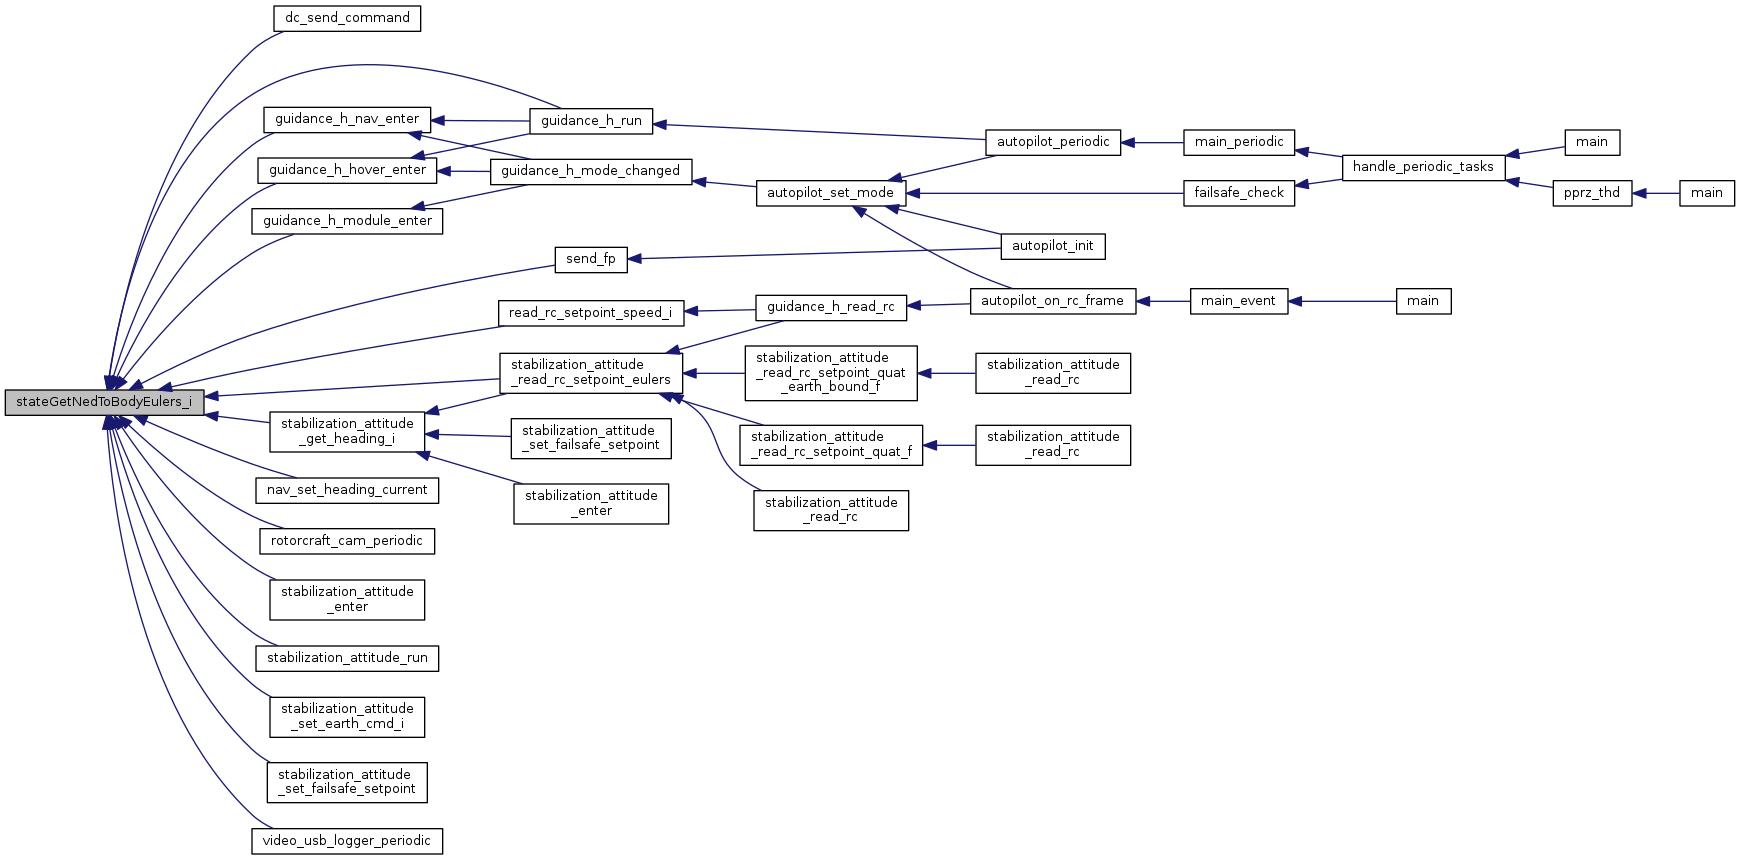 dc_send_command
guidance_h_nav_enter
guidance_h_run
guidance_h_hover_enter
guidance_h_mode_changed
guidance_h_module_enter
autopilot_set_mode
autopilot_periodic
main_periodic
handle_periodic_tasks
main
failsafe_check
pprz_thd
main
autopilot_init
send_fp
read_rc_setpoint_speed_i
guidance_h_read_rc
autopilot_on_rc_frame
main_event
main
stabilization_attitude
_read_rc_setpoint_eulers
stabilization_attitude
_read_rc_setpoint_quat
_earth_bound_f
stabilization_attitude
_read_rc
stateGetNedToBodyEulers_i
stabilization_attitude
_get_heading_i
stabilization_attitude
_set_failsafe_setpoint
stabilization_attitude
_read_rc_setpoint_quat_f
stabilization_attitude
_read_rc
nav_set_heading_current
stabilization_attitude
_enter
stabilization_attitude
_read_rc
rotorcraft_cam_periodic
stabilization_attitude
_enter
stabilization_attitude_run
stabilization_attitude
_set_earth_cmd_i
stabilization_attitude
_set_failsafe_setpoint
video_usb_logger_periodic